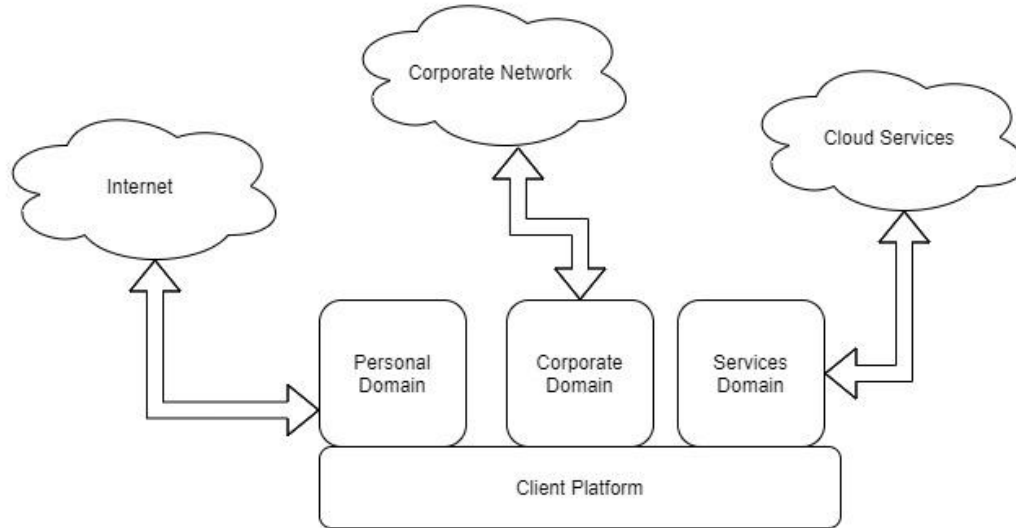 Corporate Network
Cloud Services
Internet
Personal
Domain
Corporate
Domain
Services
Domain
Client Platform